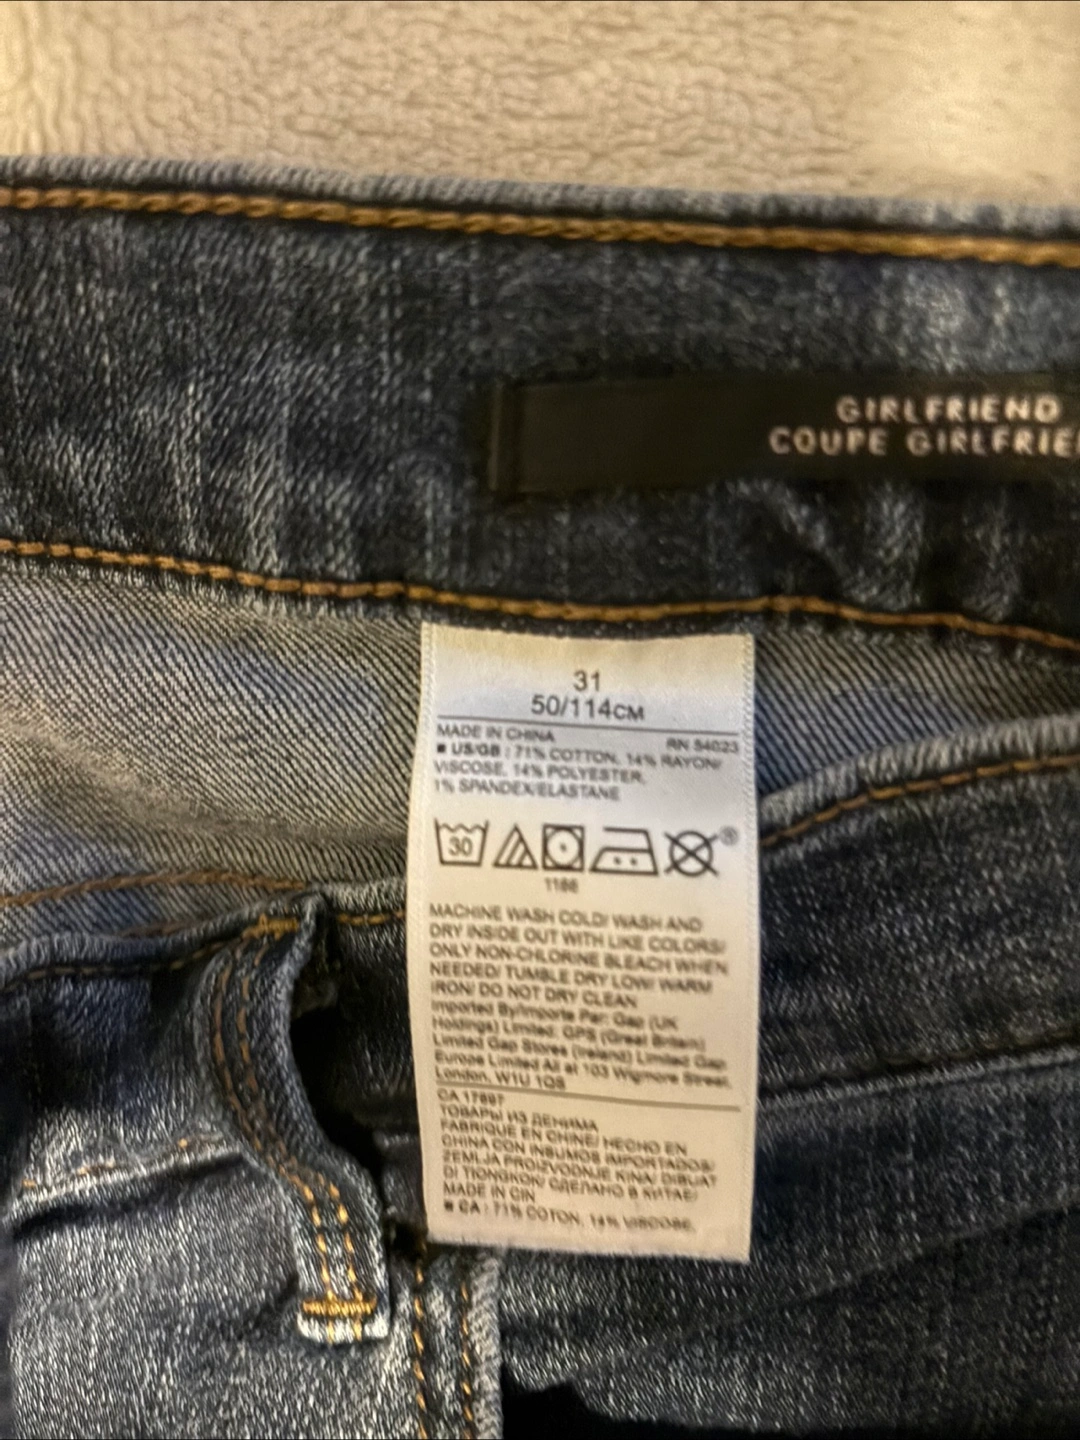 GIRLFRIEND
COUPE GIRLFRIE
31
50/114CM
MADE IN CHINA RN 54023
■ US/GB : 71% COTTON, 14% RAYON/
VISCOSE, 14% POLYESTER,
1% SPANDEX/ELASTANE
30
1166
MACHINE WASH COLD/ WASH AND
DRY INSIDE OUT WITH LIKE COLORS/
ONLY NON-CHLORINE BLEACH WHEN
NEEDED/ TUMBLE DRY LOW/ WARM
IRON/ DO NOT DRY CLEAN
Imported By/Importe Par: Gap (UK
Holdings) Limited: GPS (Great Britain)
Limited Gap Stores (Ireland) Limited Gap
Europe Limited All at 103 Wigmore Street,
London, W1U 1QS
CA 17897
ТОВАРЫ ИЗ ДЕНИМА
FABRIQUE EN CHINE/ HECHO EN
CHINA CON INSUMOS IMPORTADOS/
ZEMLJA PROIZVODNJE KINA/ DIBUAT
DI TIONGKOK/ СДЕЛАНО В КИТАЕ/
MADE IN CIN
■ CA : 71% COTON, 14% VISCOSE,